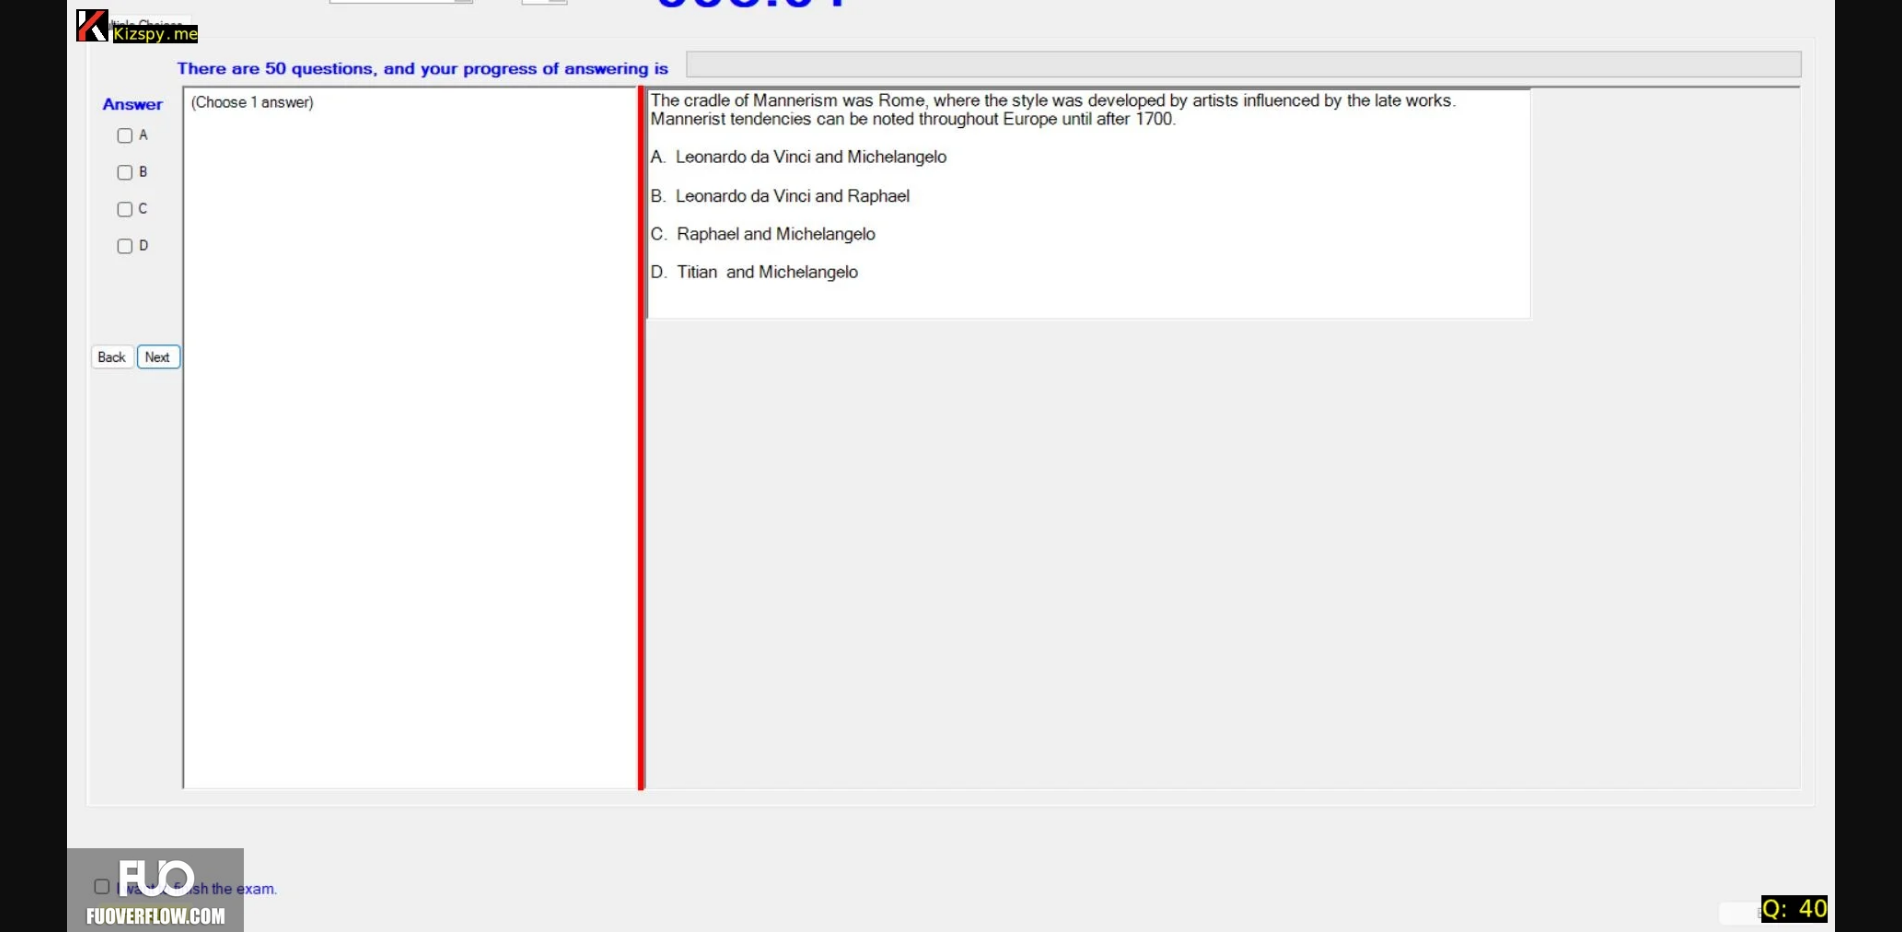 Kizspy.me
There are 50 questions, and your progress of answering is
Answer
(Choose 1 answer)
A
B
C
D
Back
Next
The cradle of Mannerism was Rome, where the style was developed by artists influenced by the late works.
Mannerist tendencies can be noted throughout Europe until after 1700.
A. Leonardo da Vinci and Michelangelo
B. Leonardo da Vinci and Raphael
C. Raphael and Michelangelo
D. Titian and Michelangelo
FUO
the exam.
FUOVERFLOW.COM
Q: 40